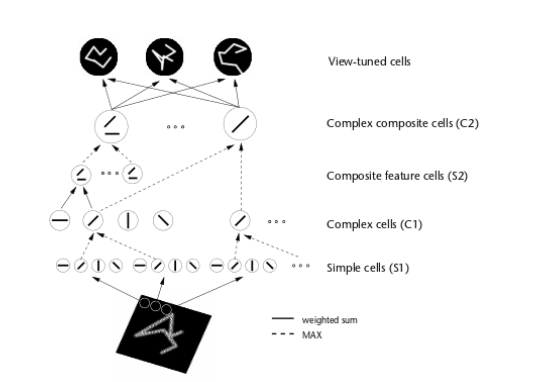 View-tuned cells
Complex composite cells (C2)
Composite feature cells (S2)
Complex cells (C1)
Simple cells (S1)
weighted sum
MAX